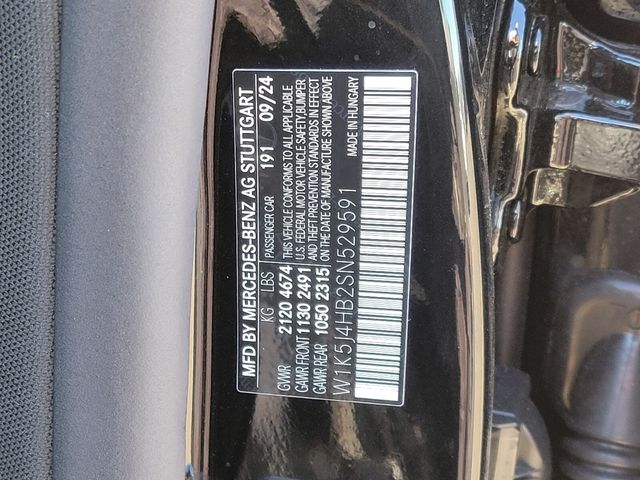 MFD BY MERCEDES-BENZ AG STUTTGART
KG LBS PASSENGER CAR 191 09/24
GVWR 2120 4674 THIS VEHICLE CONFORMS TO ALL APPLICABLE
GAWR FRONT 1130 2491 U.S. FEDERAL MOTOR VEHICLE SAFETY, BUMPER
GAWR REAR 1050 2315 AND THEFT PREVENTION STANDARDS IN EFFECT
ON THE DATE OF MANUFACTURE SHOWN ABOVE
W1K5J4HB2SN529591 MADE IN HUNGARY